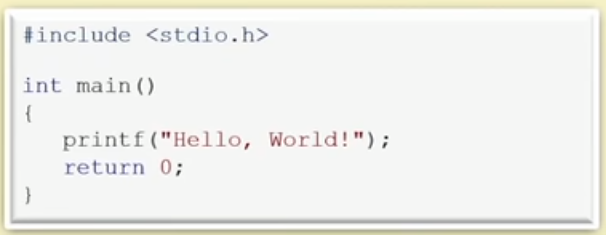 #include <stdio.h>
int main()
{
printf("Hello, World!");
return 0;
}